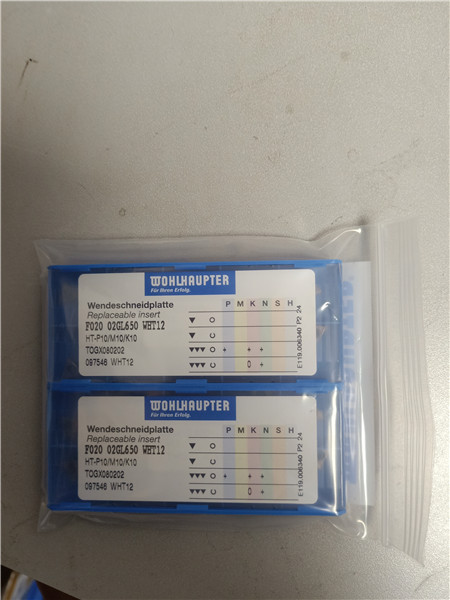 WOHLHAUPTER
Für Ihren Erfolg.
Wendeschneidplatte
Replaceable insert
F020 02GL650 WHT12
HT-P10/M10/K10
TOGX060202
097546 WHT12
P M K N S H
E119.006340 P2 24
WOHLHAUPTER
Für Ihren Erfolg.
Wendeschneidplatte
Replaceable insert
F020 02GL650 WHT12
HT-P10/M10/K10
TOGX060202
097546 WHT12
P M K N S H
E119.006340 P2 24